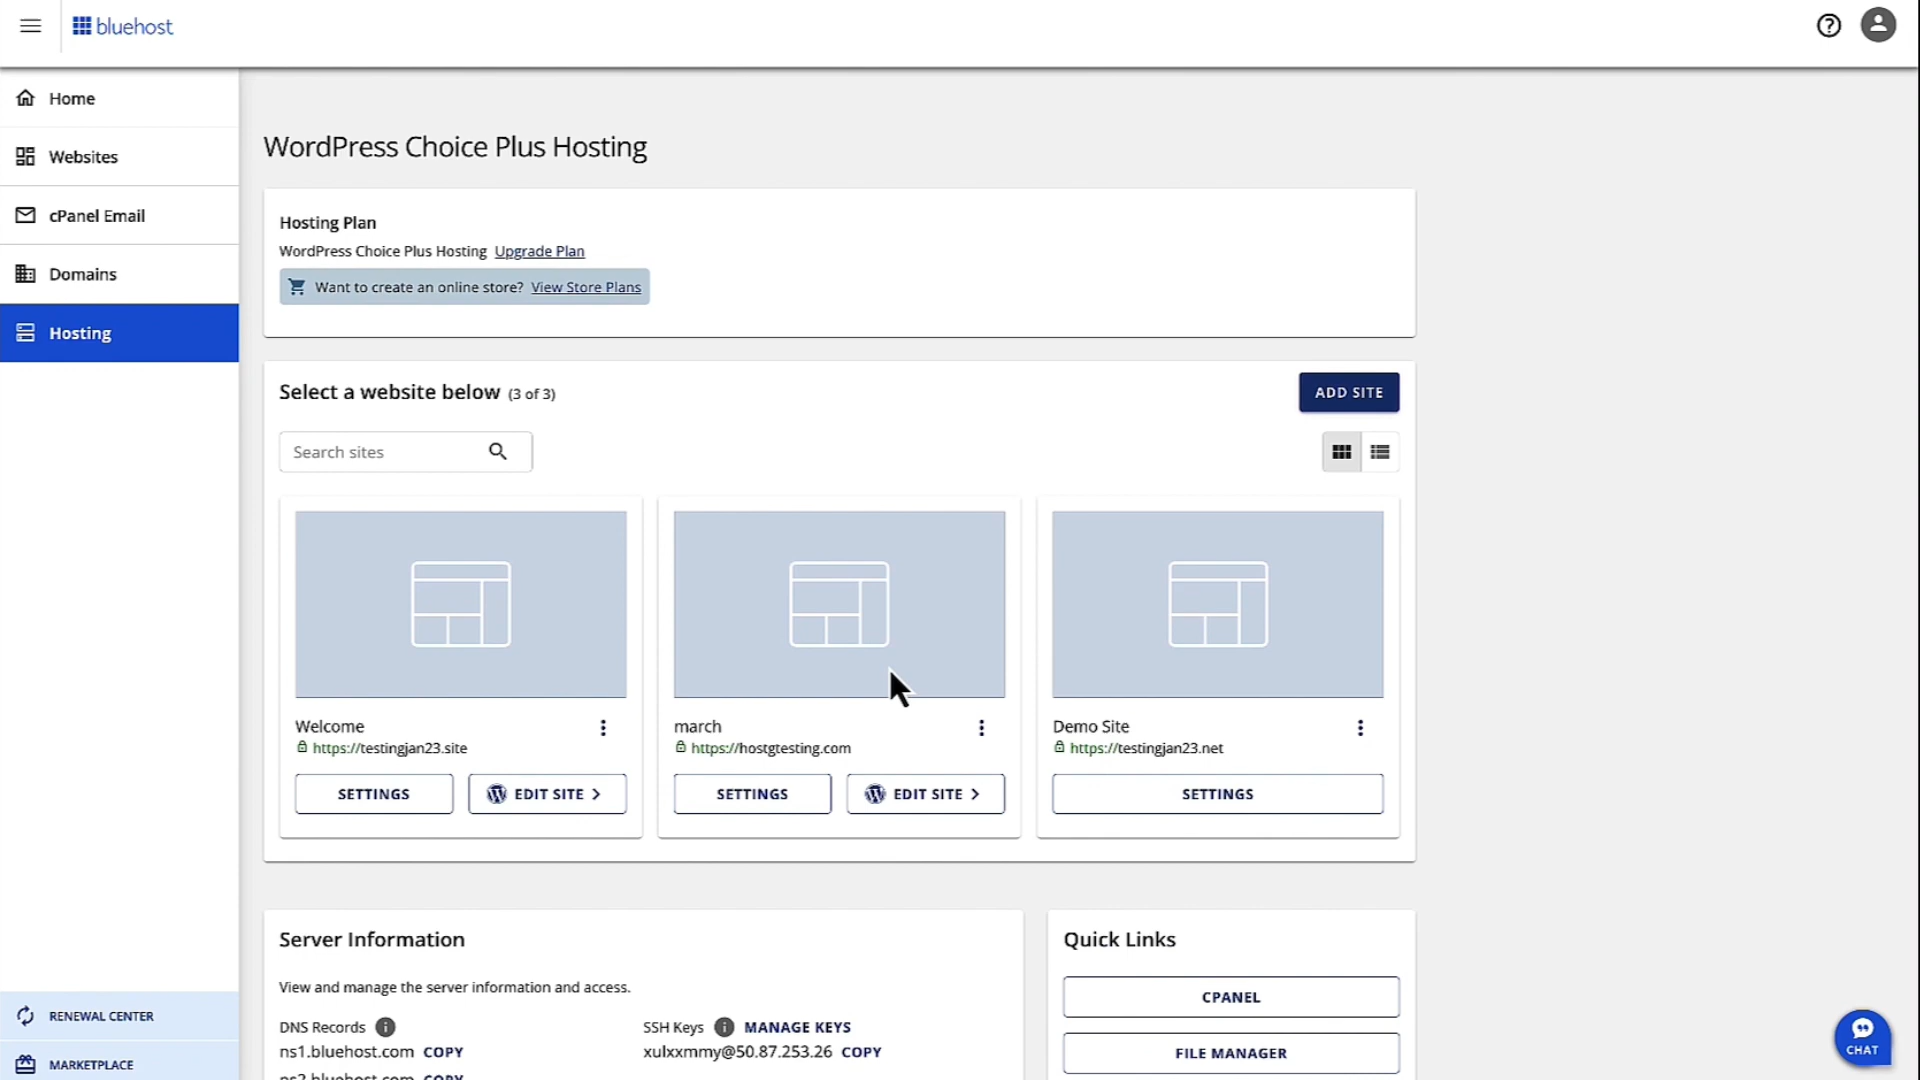 bluehost
Home
Websites
cPanel Email
Domains
Hosting
RENEWAL CENTER
MARKETPLACE
WordPress Choice Plus Hosting
Hosting Plan
WordPress Choice Plus Hosting Upgrade Plan
Want to create an online store? View Store Plans
Select a website below (3 of 3)
ADD SITE
Search sites
Welcome
https://testingjan23.site
SETTINGS
EDIT SITE
march
https://hostgtesting.com
SETTINGS
EDIT SITE
Demo Site
https://testingjan23.net
SETTINGS
Server Information
View and manage the server information and access.
DNS Records
ns1.bluehost.com COPY
ns2.bluehost.com COPY
SSH Keys MANAGE KEYS
xulxxmmy@50.87.253.26 COPY
Quick Links
CPANEL
FILE MANAGER
CHAT